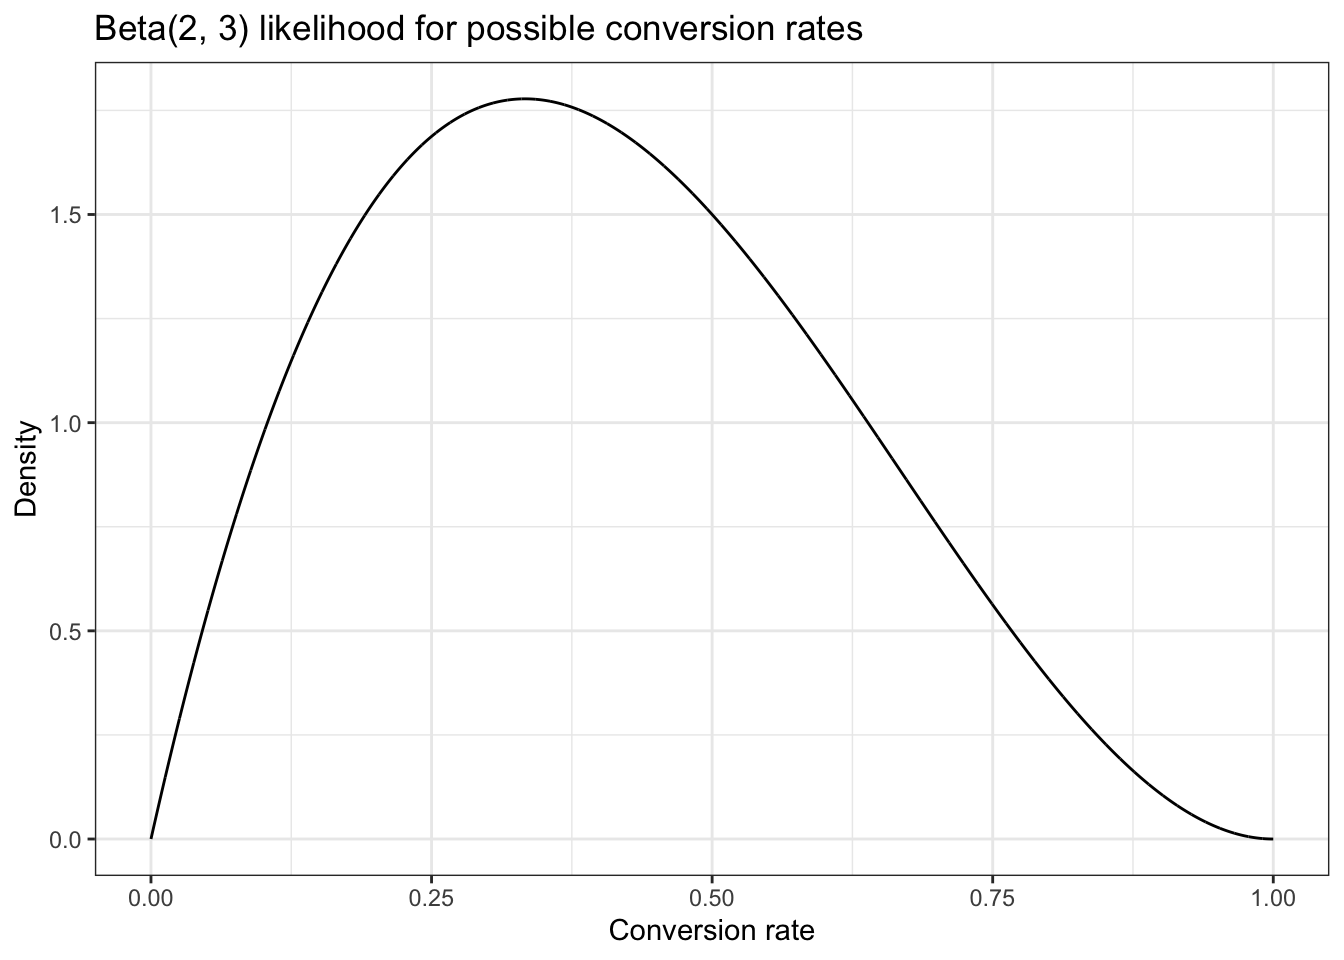 Beta(2, 3) likelihood for possible conversion rates
Density
1.5
1.0
0.5
0.0
0.00 0.25 0.50 0.75 1.00
Conversion rate